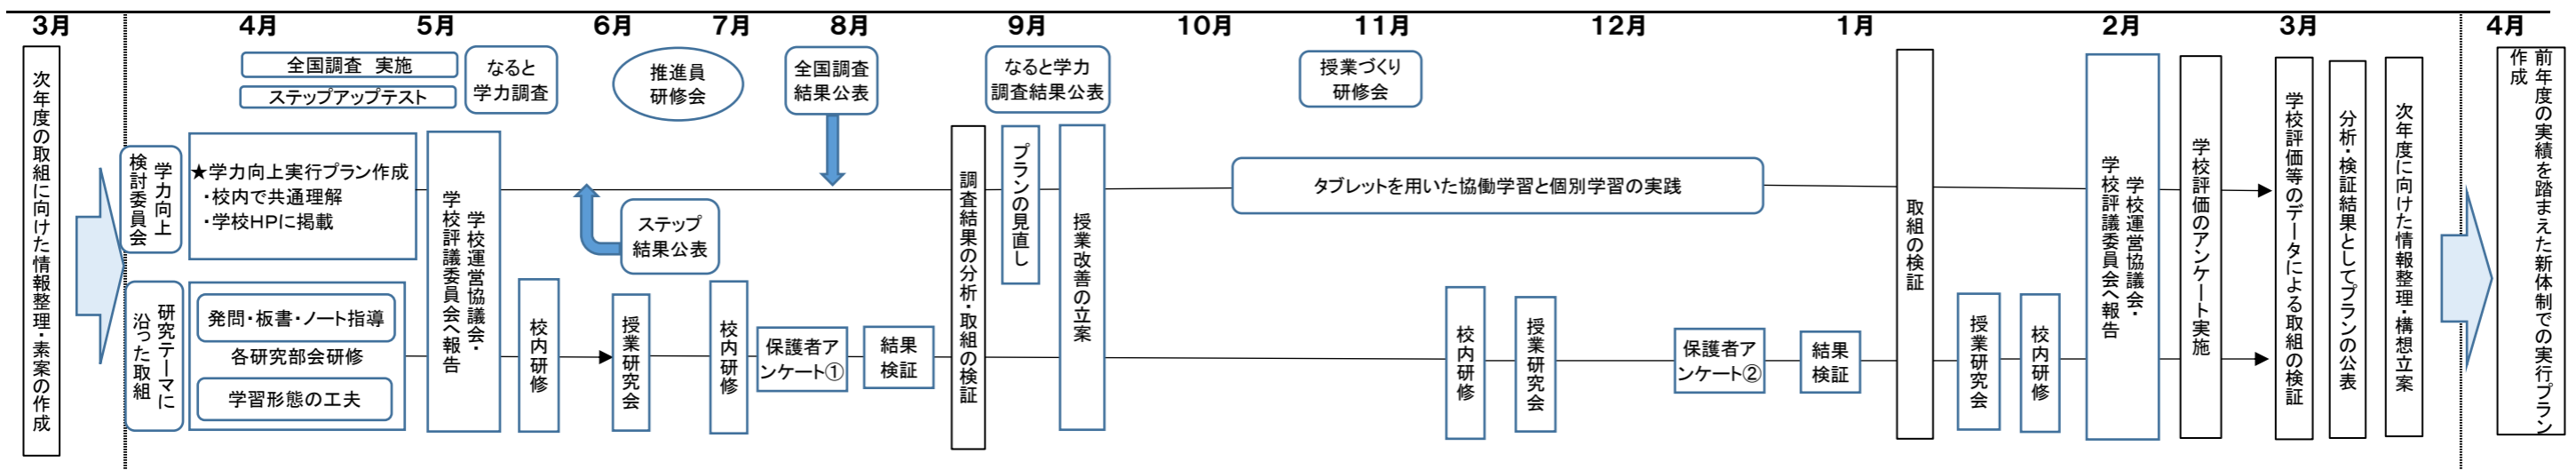 3月
4月
5月
6月
7月
8月
9月
10月
11月
12月
1月
2月
3月
4月
次年度の取組に向けた情報整理・素案の作成
全国調査 実施
ステップアップテスト
なると
学力調査
推進員
研修会
全国調査
結果公表
なると学力
調査結果公表
授業づくり
研修会
学力向上
検討委員会
★学力向上実行プラン作成
・校内で共通理解
・学校HPに掲載
学校運営協議会・
学校評議委員会へ報告
ステップ
結果公表
調査結果の分析・取組の検証
プランの見直し
授業改善の立案
タブレットを用いた協働学習と個別学習の実践
取組の検証
学校運営協議会・
学校評議委員会へ報告
学校評価のアンケート実施
学校評価等のデータによる取組の検証
分析・検証結果としてプランの公表
次年度に向けた情報整理・構想立案
前年度の実績を踏まえた新体制での実行プラン
作成
研究テーマに
沿った取組
発問・板書・ノート指導
各研究部会研修
学習形態の工夫
校内研修
授業研究会
校内研修
保護者ア
ンケート①
結果
検証
校内研修
授業研究会
保護者ア
ンケート②
結果
検証
授業研究会
校内研修